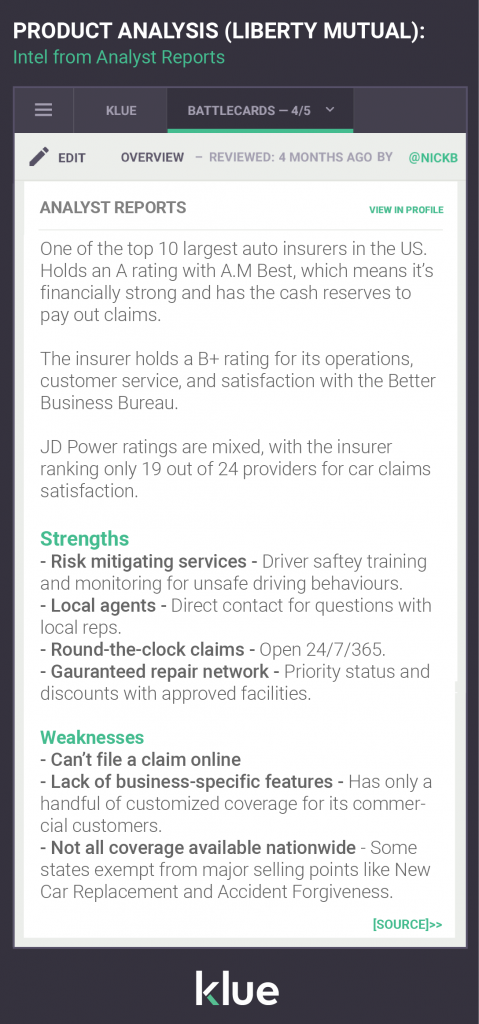 PRODUCT ANALYSIS (LIBERTY MUTUAL):
Intel from Analyst Reports
KLUE
BATTLECARDS — 4/5
EDIT
OVERVIEW – REVIEWED: 4 MONTHS AGO BY @NICKB
ANALYST REPORTS
VIEW IN PROFILE
One of the top 10 largest auto insurers in the US.
Holds an A rating with A.M Best, which means it's
financially strong and has the cash reserves to
pay out claims.
The insurer holds a B+ rating for its operations,
customer service, and satisfaction with the Better
Business Bureau.
JD Power ratings are mixed, with the insurer
ranking only 19 out of 24 providers for car claims
satisfaction.
Strengths
- Risk mitigating services - Driver saftey training
and monitoring for unsafe driving behaviours.
- Local agents - Direct contact for questions with
local reps.
- Round-the-clock claims - Open 24/7/365.
- Gauranteed repair network - Priority status and
discounts with approved facilities.
Weaknesses
- Can't file a claim online
- Lack of business-specific features - Has only a
handful of customized coverage for its commer-
cial customers.
- Not all coverage available nationwide - Some
states exempt from major selling points like New
Car Replacement and Accident Forgiveness.
[SOURCE]>>
klue